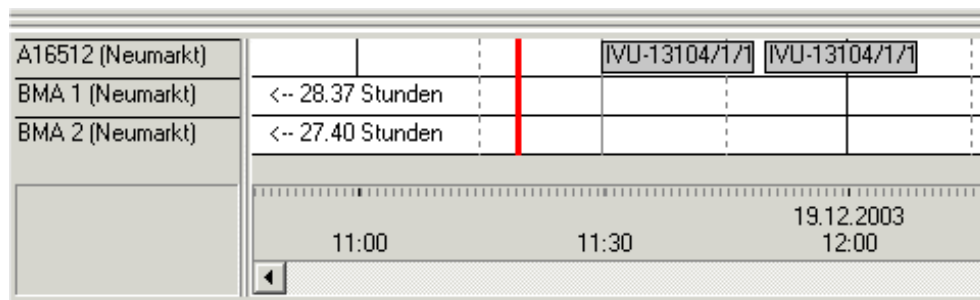 A16512 (Neumarkt) IVU-13104/1/1 IVU-13104/1/1
BMA 1 (Neumarkt) <-- 28.37 Stunden
BMA 2 (Neumarkt) <-- 27.40 Stunden
19.12.2003
11:00 11:30 12:00